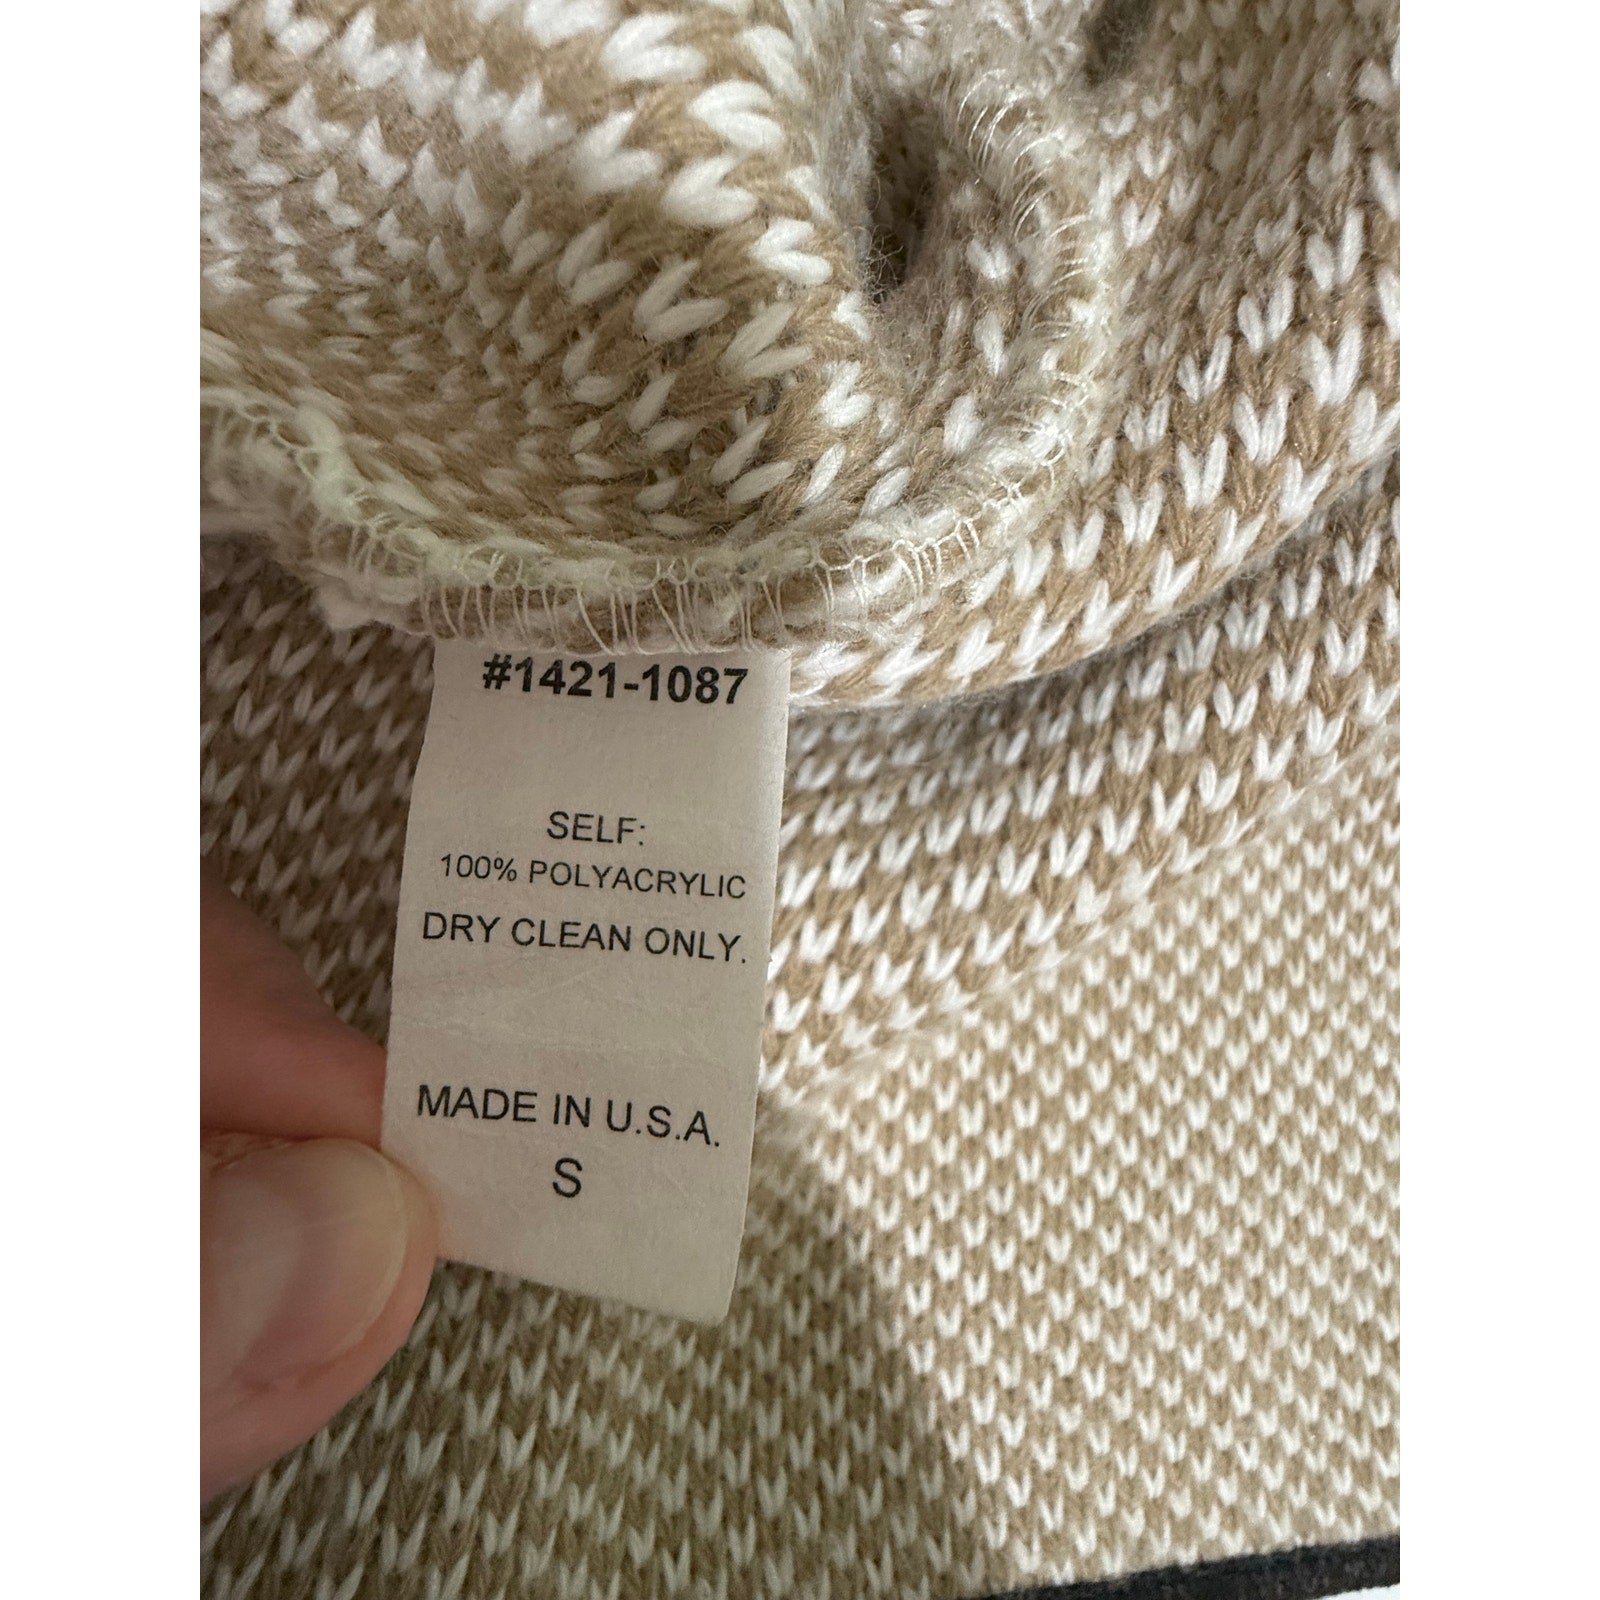 #1421-1087
SELF:
100% POLYACRYLIC
DRY CLEAN ONLY.
MADE IN U.S.A.
S